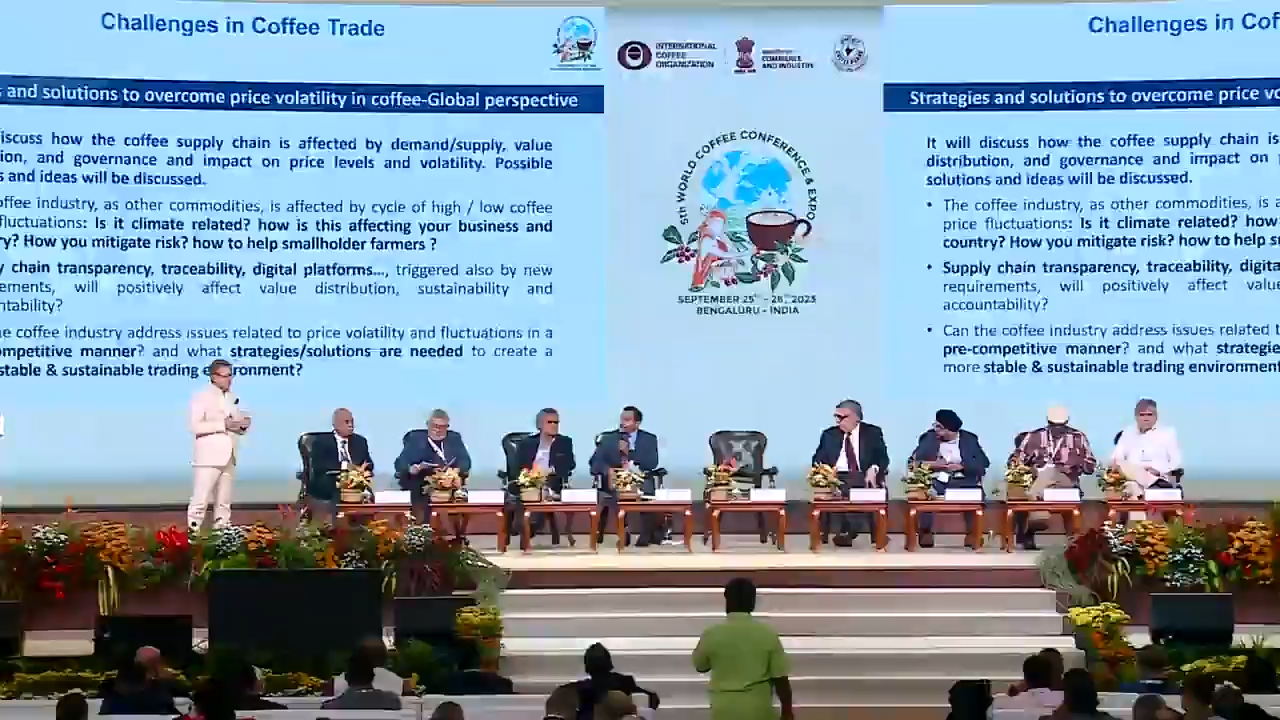 Challenges in Coffee Trade
and solutions to overcome price volatility in coffee-Global perspective
iscuss how the coffee supply chain is affected by demand/supply, value
ion, and governance and impact on price levels and volatility. Possible
s and ideas will be discussed.
offee industry, as other commodities, is affected by cycle of high / low coffee
fluctuations: Is it climate related? how is this affecting your business and
ry? How you mitigate risk? how to help smallholder farmers ?
y chain transparency, traceability, digital platforms..., triggered also by new
ements, will positively affect value distribution, sustainability and
ntability?
e coffee industry address issues related to price volatility and fluctuations in a
ompetitive manner? and what strategies/solutions are needed to create a
stable & sustainable trading environment?
INTERNATIONAL
COFFEE
ORGANIZATION
COMMERCE
AND INDUSTRY
5th WORLD COFFEE CONFERENCE & EXPO
SEPTEMBER 25 - 28 2023
BENGALURU - INDIA
Challenges in Cof
Strategies and solutions to overcome price vo
It will discuss how the coffee supply chain is
distribution, and governance and impact on
solutions and ideas will be discussed.
• The coffee industry, as other commodities, is a
price fluctuations: Is it climate related? how
country? How you mitigate risk? how to help s
• Supply chain transparency, traceability, digita
requirements, will positively affect value
accountability?
• Can the coffee industry address issues related t
pre-competitive manner? and what strategie
more stable & sustainable trading environment